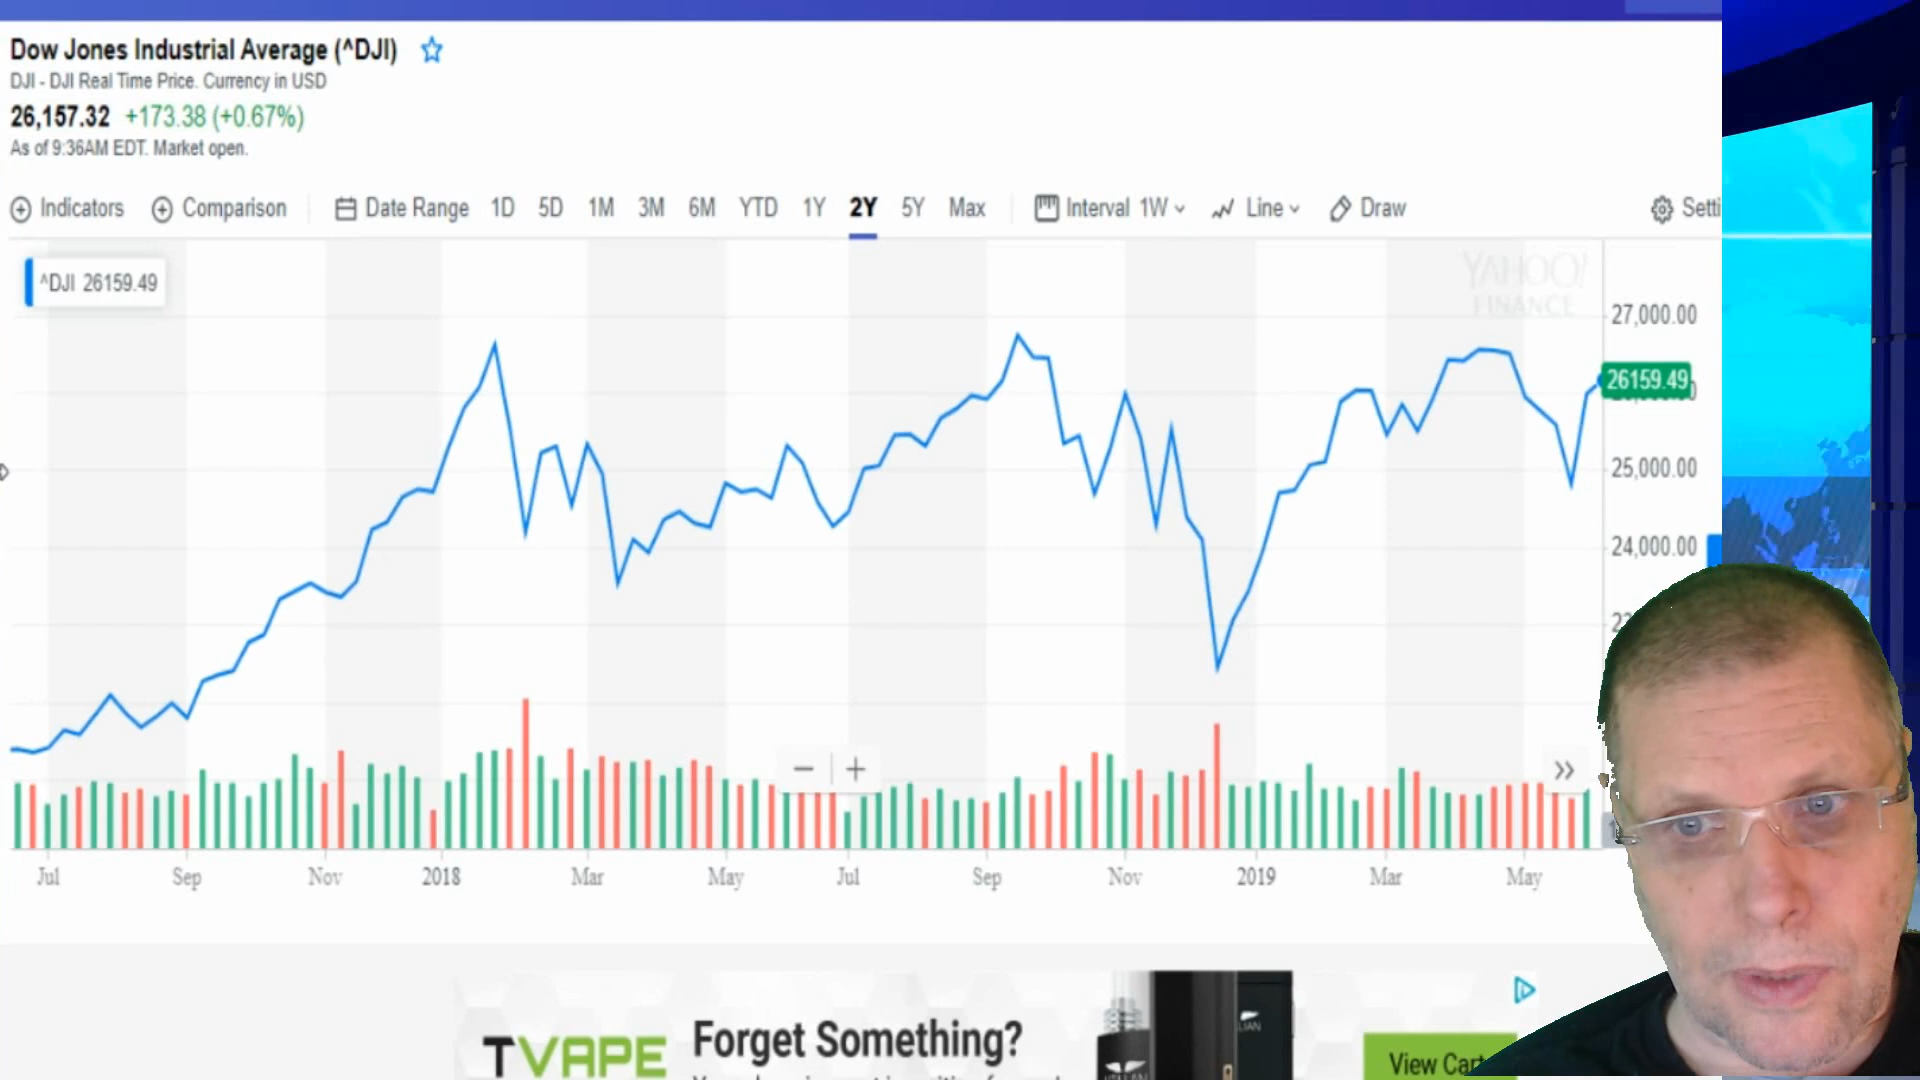 Dow Jones Industrial Average (^DJI)
DJI - DJI Real Time Price. Currency in USD
26,157.32 +173.38 (+0.67%)
As of 9:36AM EDT. Market open.
Indicators Comparison Date Range 1D 5D 1M 3M 6M YTD 1Y 2Y 5Y Max Interval 1W Line Draw Setti
^DJI 26159.49
YAHOO!
FINANCE
27,000.00
26159.49
25,000.00
24,000.00
Jul Sep Nov 2018 Mar May Jul Sep Nov 2019 Mar May
TVAPE
Forget Something?
View Cart